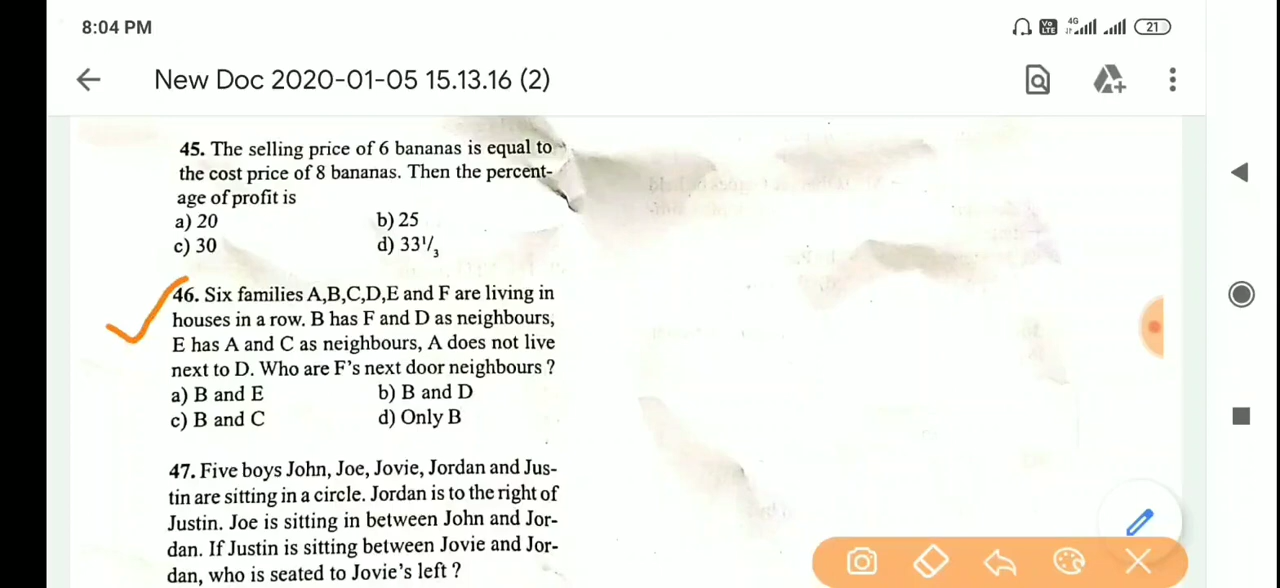 8:04 PM
Vo LTE 4G 21
New Doc 2020-01-05 15.13.16 (2)
45. The selling price of 6 bananas is equal to
the cost price of 8 bananas. Then the percent-
age of profit is
a) 20 b) 25
c) 30 d) 33¹/₃
46. Six families A,B,C,D,E and F are living in
houses in a row. B has F and D as neighbours,
E has A and C as neighbours, A does not live
next to D. Who are F's next door neighbours ?
a) B and E b) B and D
c) B and C d) Only B
47. Five boys John, Joe, Jovie, Jordan and Jus-
tin are sitting in a circle. Jordan is to the right of
Justin. Joe is sitting in between John and Jor-
dan. If Justin is sitting between Jovie and Jor-
dan, who is seated to Jovie's left ?